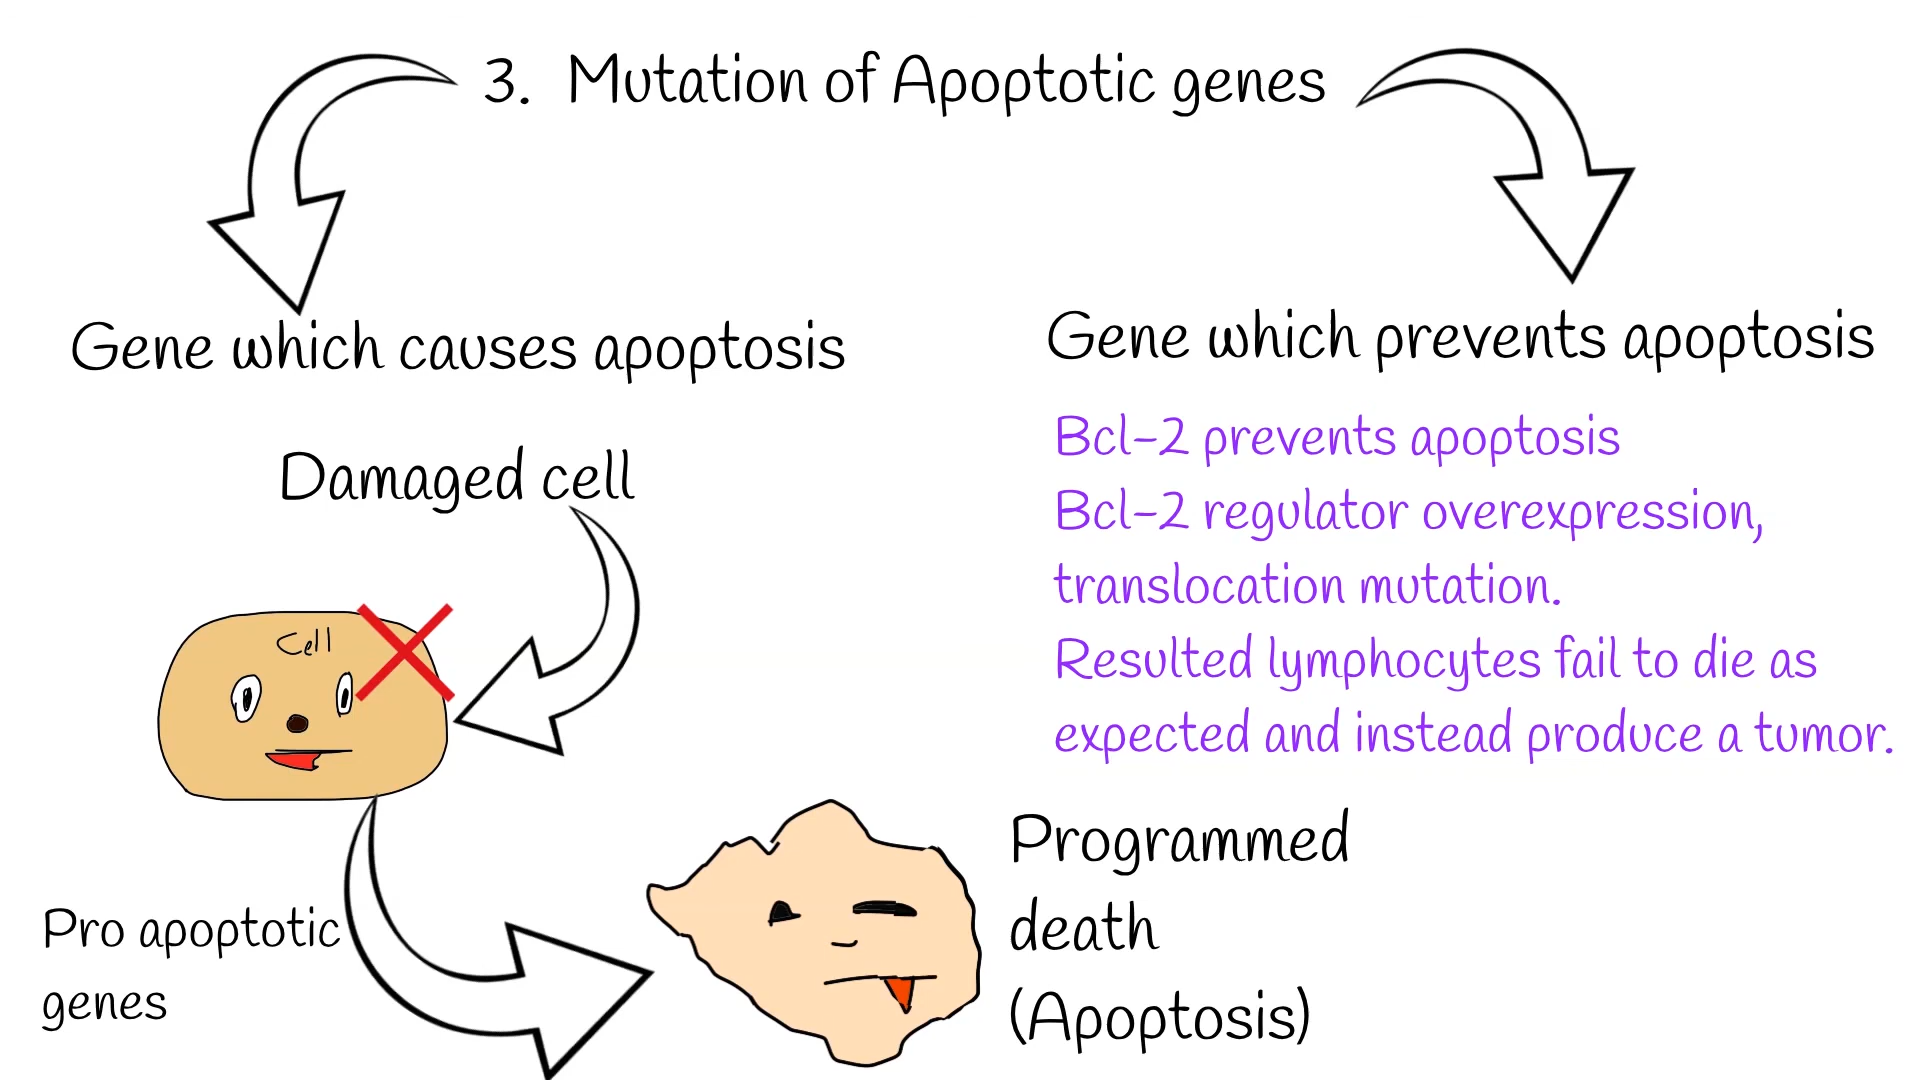 3. Mutation of Apoptotic genes
Gene which causes apoptosis
Damaged cell
Cell
Pro apoptotic
genes
Gene which prevents apoptosis
Bcl-2 prevents apoptosis
Bcl-2 regulator overexpression,
translocation mutation.
Resulted lymphocytes fail to die as
expected and instead produce a tumor.
Programmed
death
(Apoptosis)